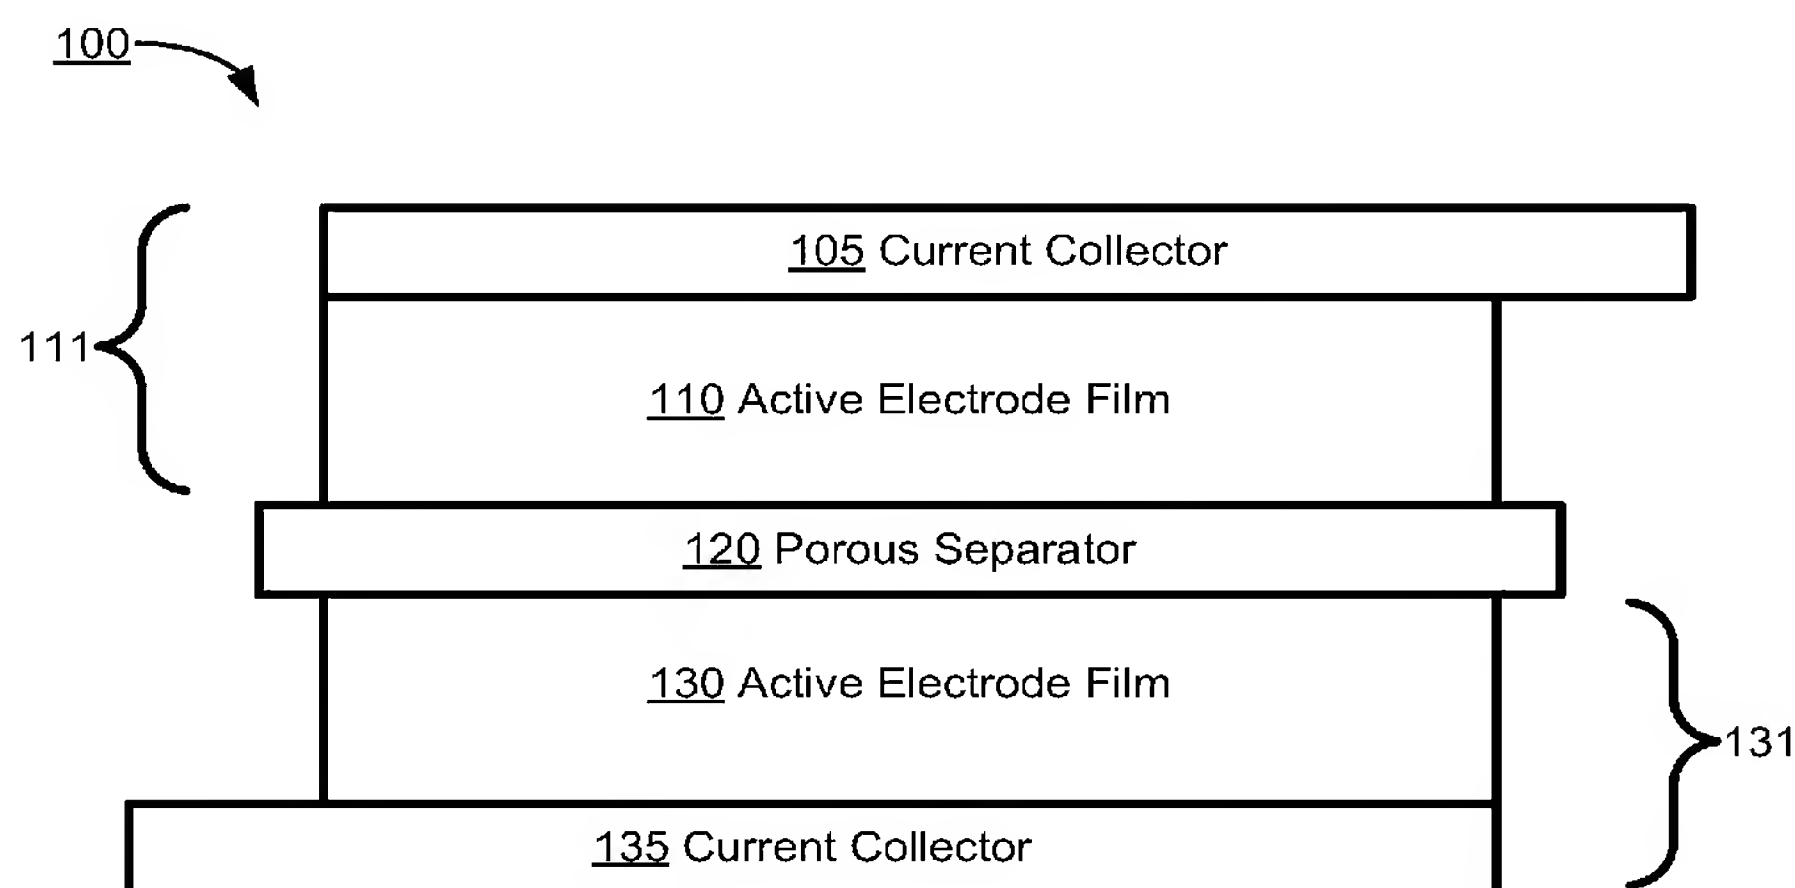 100
105 Current Collector
111
110 Active Electrode Film
120 Porous Separator
130 Active Electrode Film
131
135 Current Collector